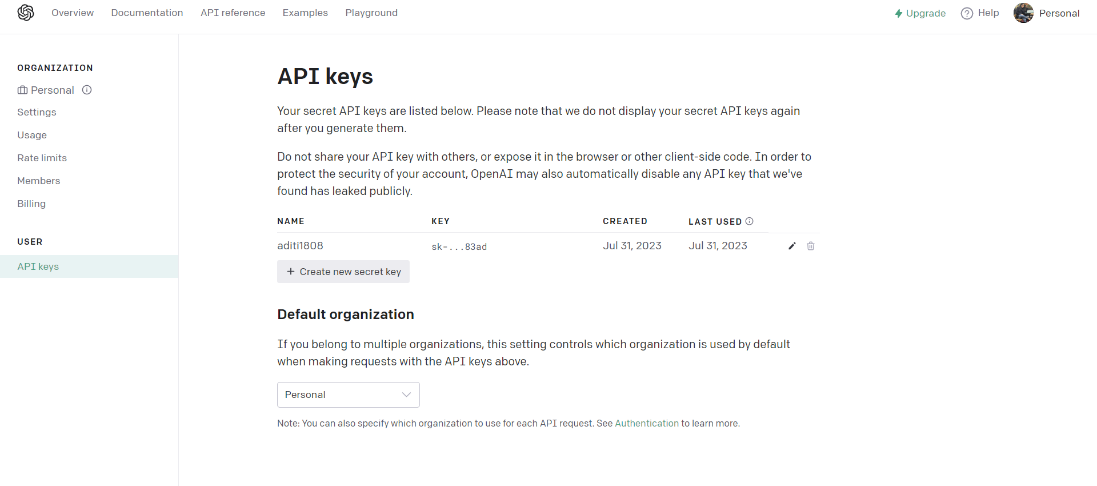 Overview Documentation API reference Examples Playground Upgrade Help Personal
ORGANIZATION
Personal
Settings
Usage
Rate limits
Members
Billing
USER
API keys
API keys
Your secret API keys are listed below. Please note that we do not display your secret API keys again
after you generate them.
Do not share your API key with others, or expose it in the browser or other client-side code. In order to
protect the security of your account, OpenAI may also automatically disable any API key that we've
found has leaked publicly.
NAME KEY CREATED LAST USED
aditi1808 sk-...83ad Jul 31, 2023 Jul 31, 2023
+ Create new secret key
Default organization
If you belong to multiple organizations, this setting controls which organization is used by default
when making requests with the API keys above.
Personal
Note: You can also specify which organization to use for each API request. See Authentication to learn more.